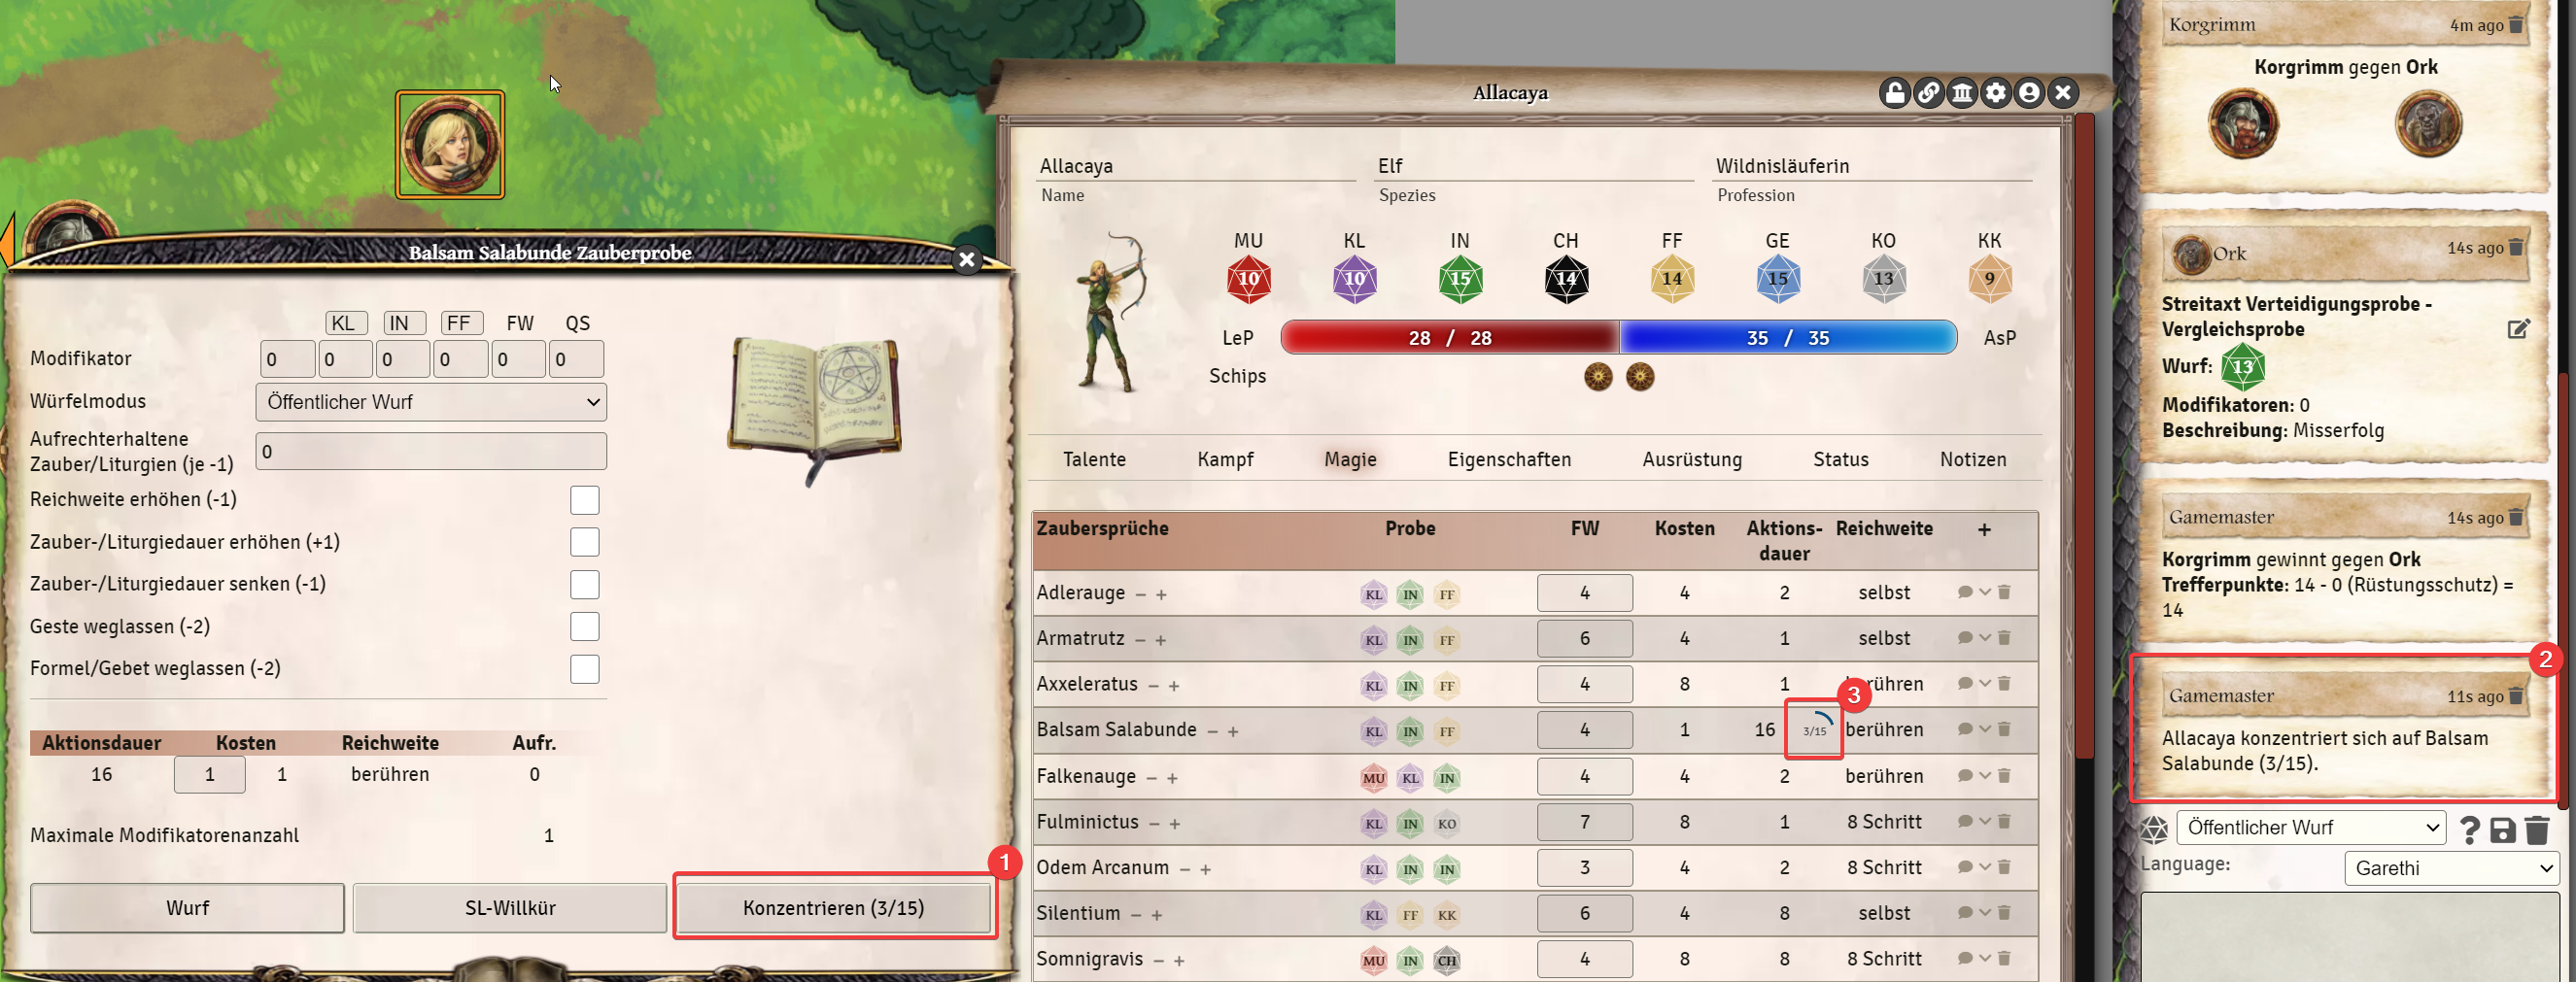 Balsam Salabunde Zauberprobe
KL IN FF FW QS
Modifikator 0 0 0 0 0 0
Würfelmodus Öffentlicher Wurf
Aufrechterhaltene
Zauber/Liturgien (je -1) 0
Reichweite erhöhen (-1)
Zauber-/Liturgiedauer erhöhen (+1)
Zauber-/Liturgiedauer senken (-1)
Geste weglassen (-2)
Formel/Gebet weglassen (-2)
Aktionsdauer Kosten Reichweite Aufr.
16 1 1 berühren 0
Maximale Modifikatorenanzahl 1
1
Wurf SL-Willkür Konzentrieren (3/15)
Allacaya
Allacaya Elf Wildnisläuferin
Name Spezies Profession
MU KL IN CH FF GE KO KK
10 10 15 14 14 15 13 9
LeP 28 / 28 35 / 35 AsP
Schips
Talente Kampf Magie Eigenschaften Ausrüstung Status Notizen
Zaubersprüche Probe FW Kosten Aktions- Reichweite +
dauer
Adlerauge − + KL IN FF 4 4 2 selbst
Armatrutz − + KL IN FF 6 4 1 selbst
Axxeleratus − + KL IN FF 4 8 1 rühren
3
Balsam Salabunde − + KL IN FF 4 1 16 3/15 berühren
Falkenauge − + MU KL IN 4 4 2 berühren
Fulminictus − + KL IN KO 7 8 1 8 Schritt
Odem Arcanum − + KL IN IN 3 4 2 8 Schritt
Silentium − + KL FF KK 6 4 8 selbst
Somnigravis − + MU IN CH 4 8 8 8 Schritt
Korgrimm 4m ago
Korgrimm gegen Ork
Ork 14s ago
Streitaxt Verteidigungsprobe -
Vergleichsprobe
Wurf: 13
Modifikatoren: 0
Beschreibung: Misserfolg
Gamemaster 14s ago
Korgrimm gewinnt gegen Ork
Trefferpunkte: 14 - 0 (Rüstungsschutz) =
14
2
Gamemaster 11s ago
Allacaya konzentriert sich auf Balsam
Salabunde (3/15).
Öffentlicher Wurf ?
Language: Garethi